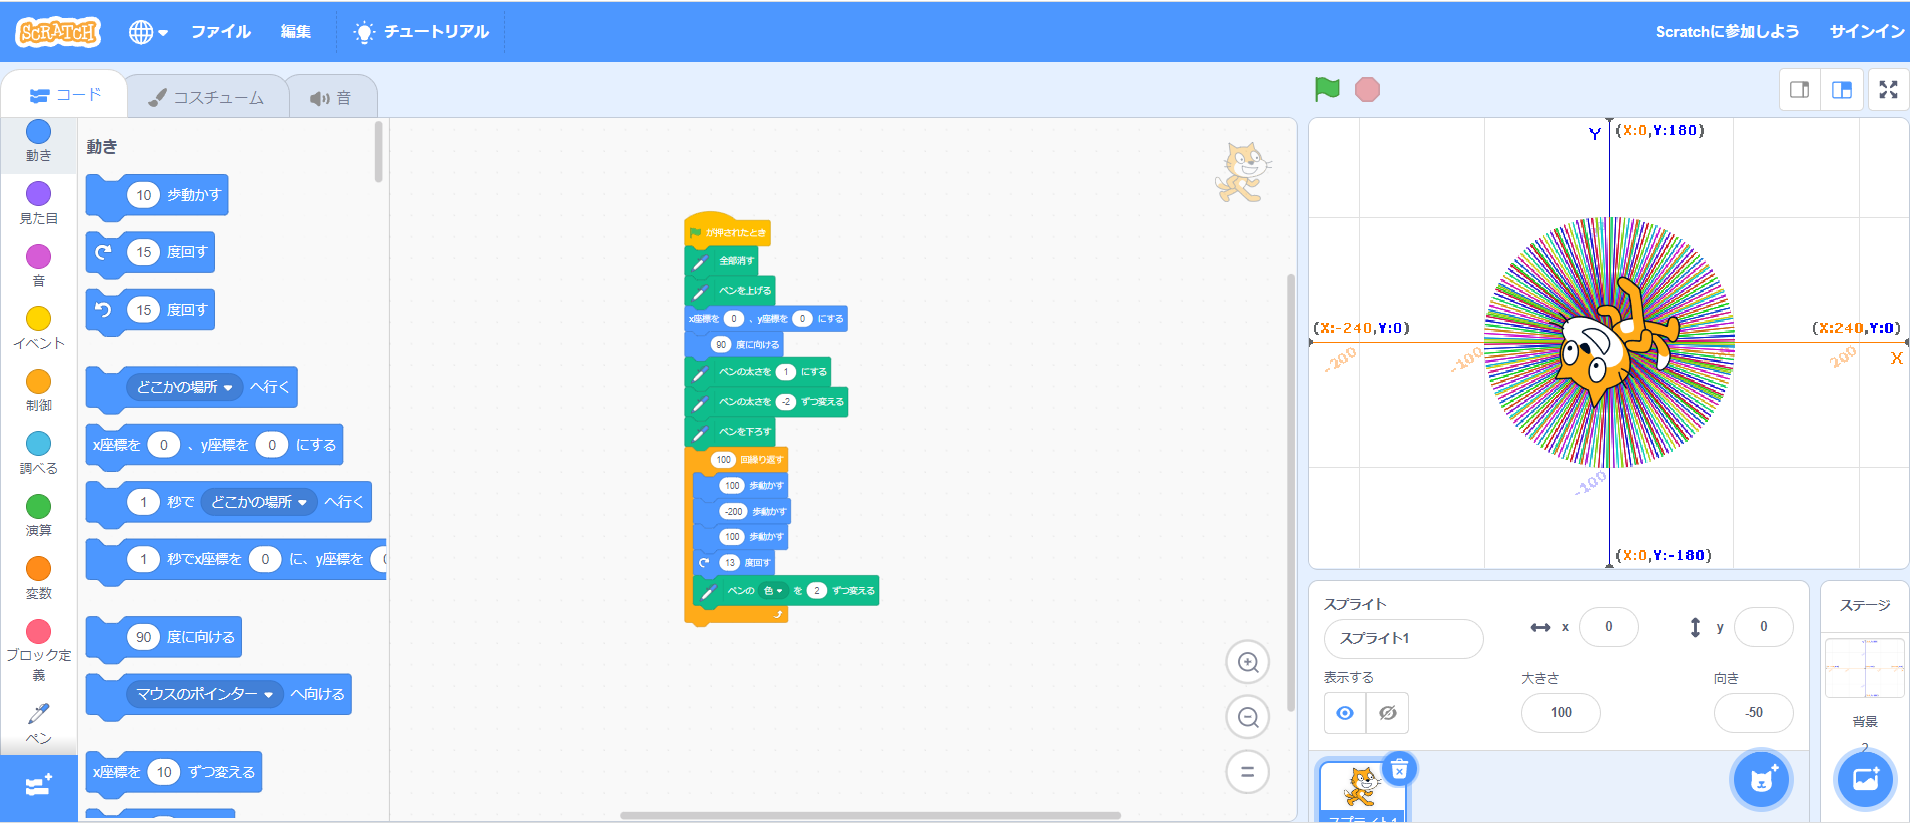 SCRATCH ファイル 編集 チュートリアル Scratchに参加しよう サインイン
コード コスチューム 音
動き
見た目
音
イベント
制御
調べる
演算
変数
ブロック定義
ペン
動き
10 歩動かす
15 度回す
15 度回す
どこかの場所 へ行く
x座標を 0 、y座標を 0 にする
1 秒で どこかの場所 へ行く
1 秒でx座標を 0 に、y座標を 0
90 度に向ける
マウスのポインター へ向ける
x座標を 10 ずつ変える
が押されたとき
全部消す
ペンを上げる
x座標を 0 、y座標を 0 にする
90 度に向ける
ペンの太さを 1 にする
ペンの太さを -2 ずつ変える
ペンを下ろす
100 回繰り返す
100 歩動かす
-200 歩動かす
100 歩動かす
13 度回す
ペンの 色 を 2 ずつ変える
Y (X:0,Y:180)
(X:-240,Y:0) (X:240,Y:0)
-200 -100 200 X
-100
(X:0,Y:-180)
スプライト
スプライト1 x 0 y 0
表示する 大きさ 100 向き -50
スプライト1
ステージ
背景
2